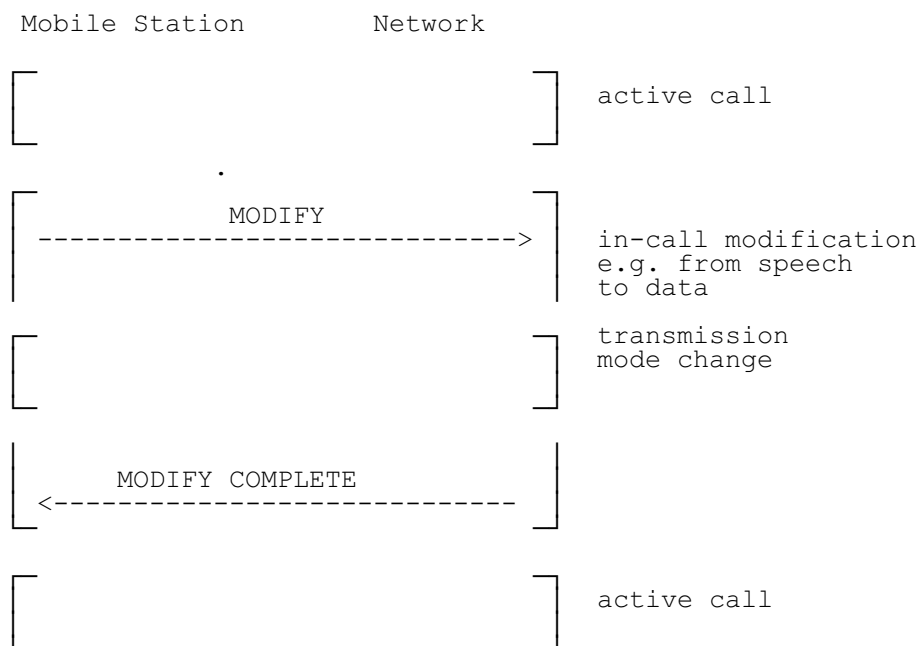 Mobile Station Network
active call
.
MODIFY
------------------------------> in-call modification
e.g. from speech
to data
transmission
mode change
MODIFY COMPLETE
<-----------------------------
active call